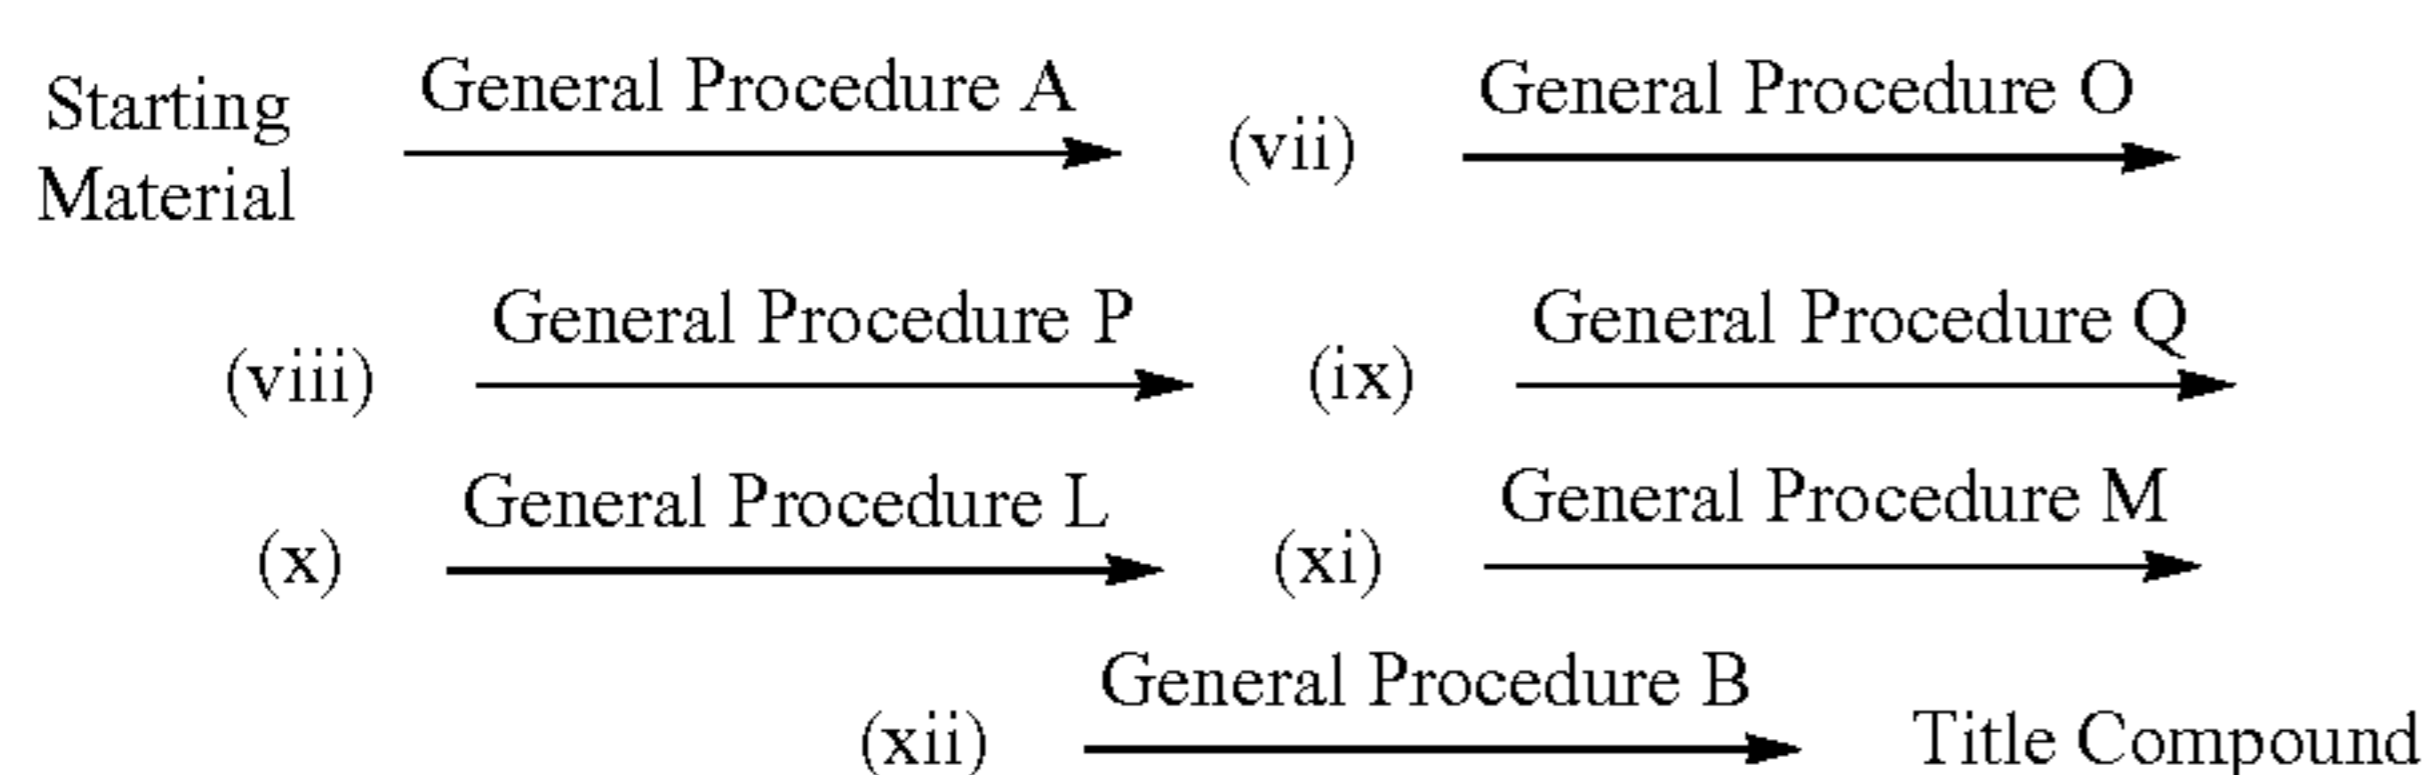 Starting Material General Procedure A (vii) General Procedure O
(viii) General Procedure P (ix) General Procedure Q
(x) General Procedure L (xi) General Procedure M
(xii) General Procedure B Title Compound